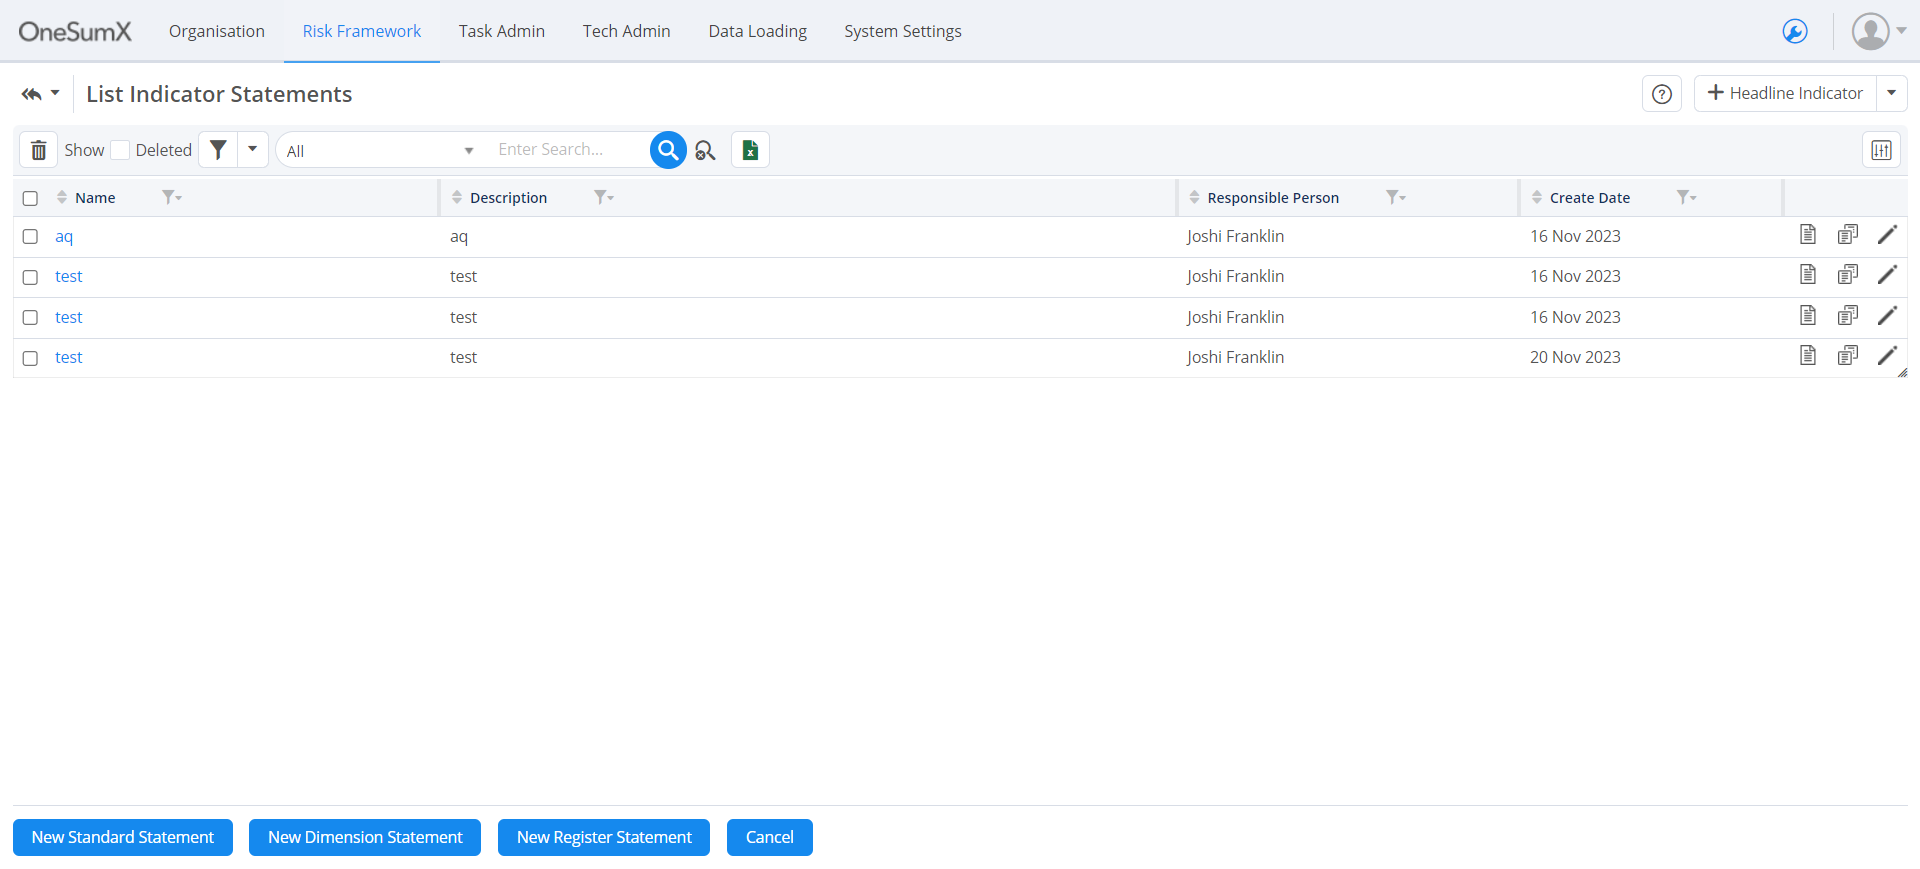 OneSumX Organisation Risk Framework Task Admin Tech Admin Data Loading System Settings
List Indicator Statements Headline Indicator
Show Deleted All Enter Search...
Name Description Responsible Person Create Date
aq aq Joshi Franklin 16 Nov 2023
test test Joshi Franklin 16 Nov 2023
test test Joshi Franklin 16 Nov 2023
test test Joshi Franklin 20 Nov 2023
New Standard Statement New Dimension Statement New Register Statement Cancel